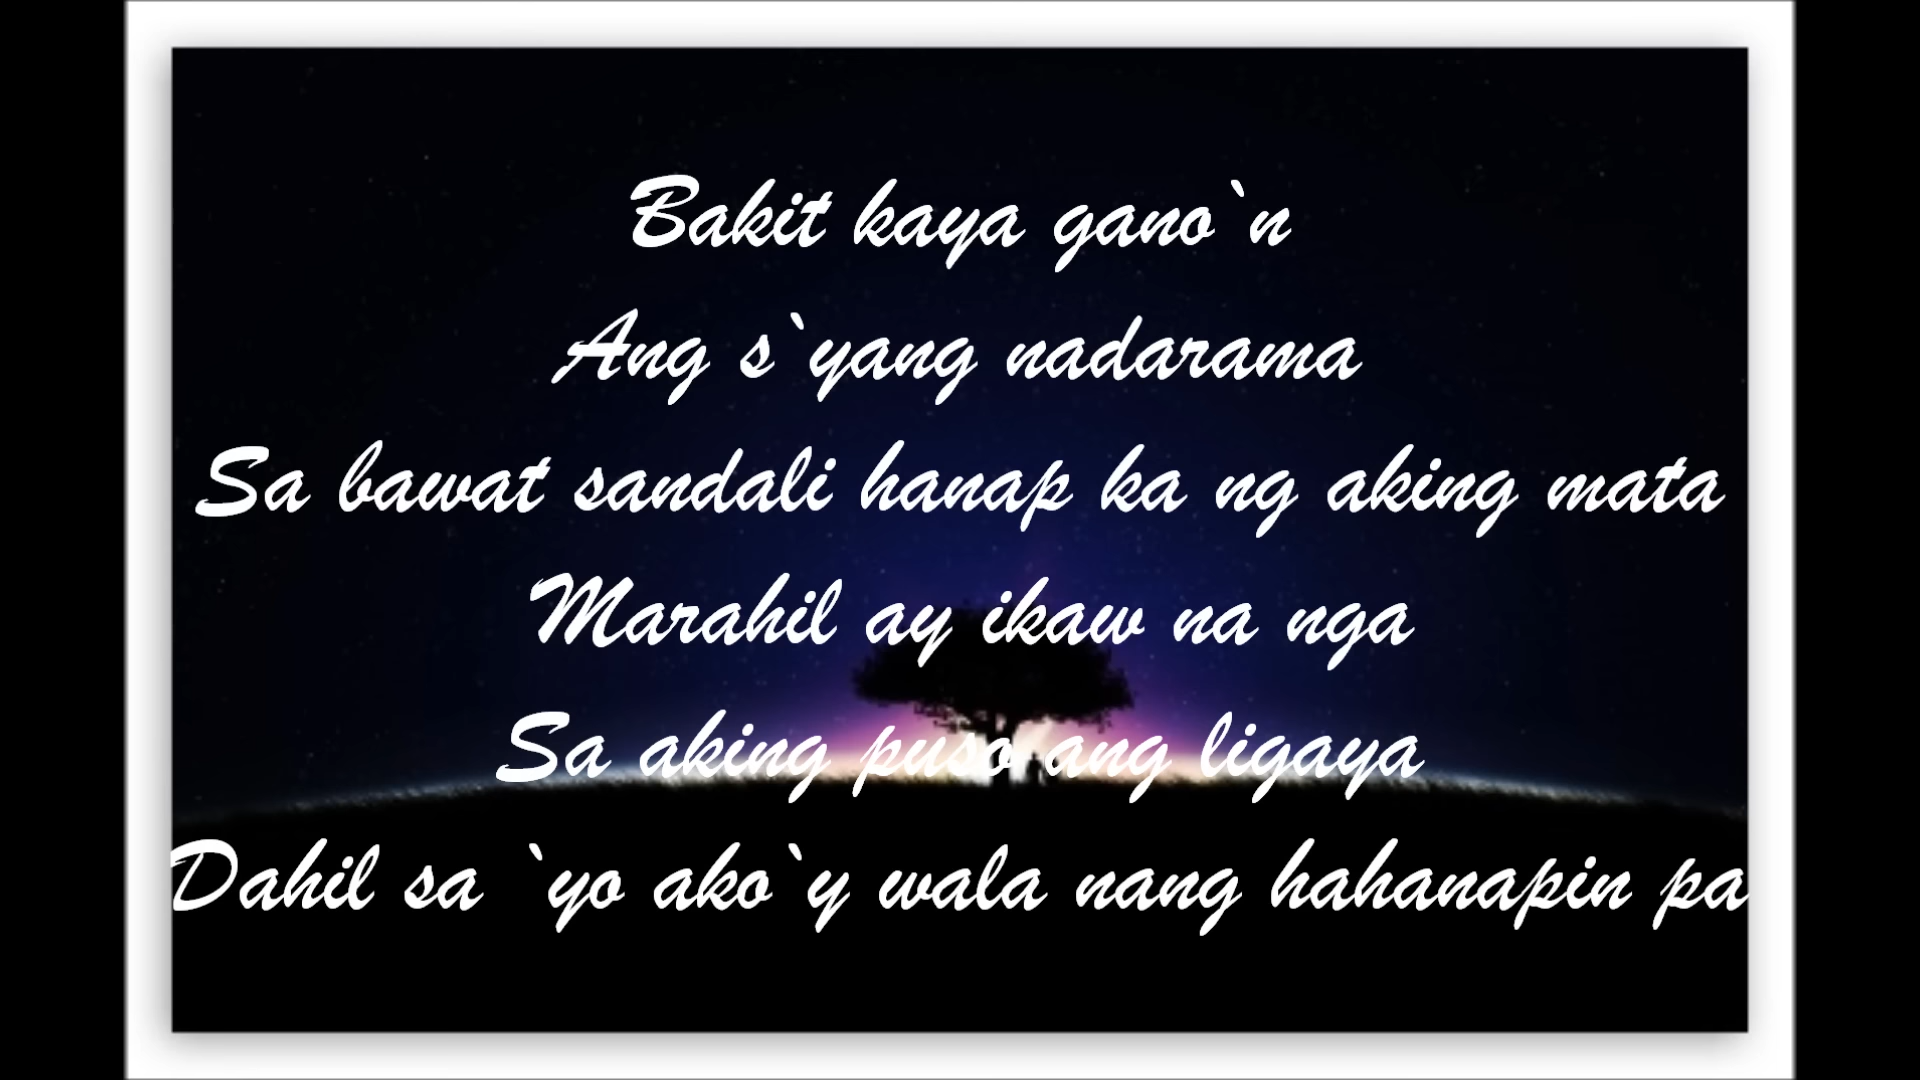 Bakit kaya gano`n
Ang s`yang nadarama
Sa bawat sandali hanap ka ng aking mata
Marahil ay ikaw na nga
Sa aking puso ang ligaya
Dahil sa `yo ako`y wala nang hahanapin pa